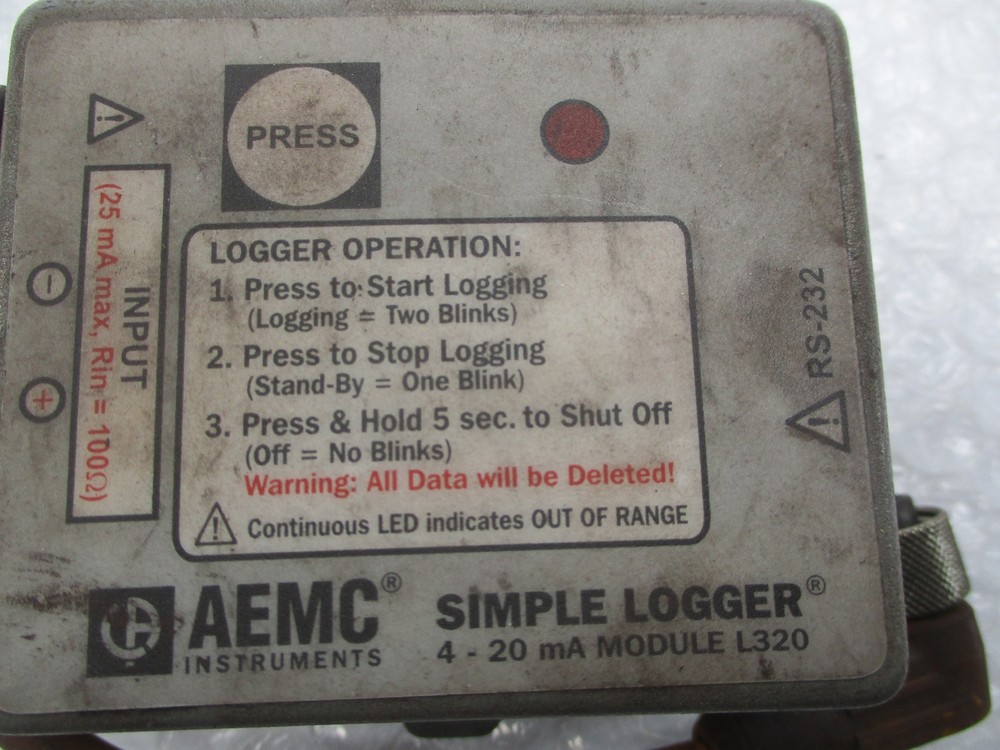 PRESS
INPUT
(25 mA max, Rin = 100Ω)
−
+
LOGGER OPERATION:
1. Press to Start Logging
(Logging = Two Blinks)
2. Press to Stop Logging
(Stand-By = One Blink)
3. Press & Hold 5 sec. to Shut Off
(Off = No Blinks)
Warning: All Data will be Deleted!
Continuous LED indicates OUT OF RANGE
RS-232
AEMC®
INSTRUMENTS
SIMPLE LOGGER®
4 - 20 mA MODULE L320